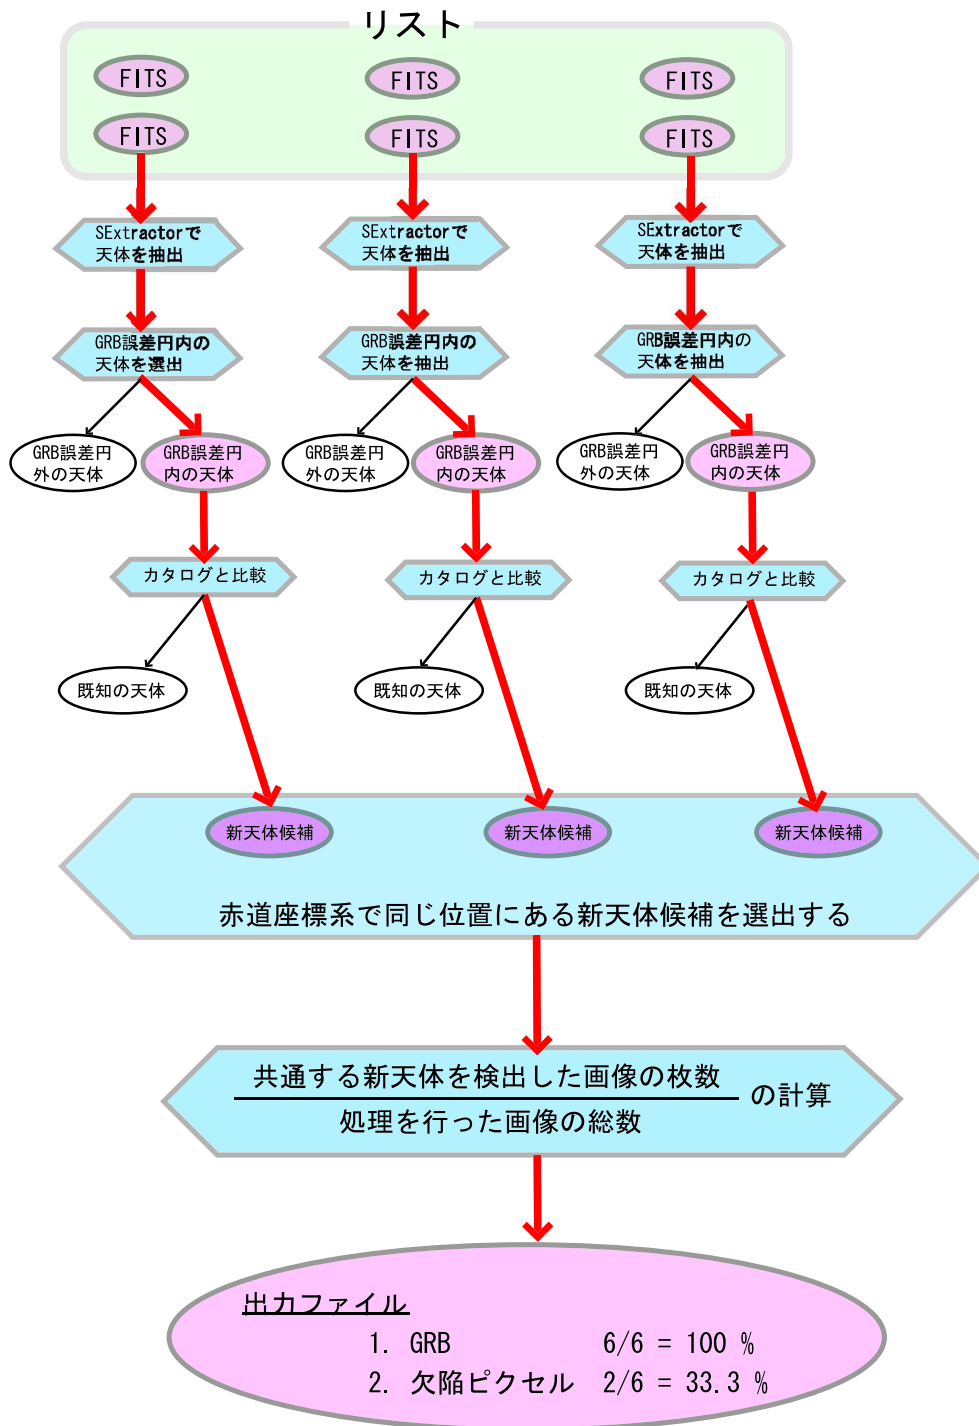 リスト
FITS FITS FITS
FITS FITS FITS
SExtractorで SExtractorで SExtractorで
天体を抽出 天体を抽出 天体を抽出
GRB誤差円内の GRB誤差円内の GRB誤差円内の
天体を選出 天体を抽出 天体を抽出
GRB誤差円 GRB誤差円 GRB誤差円 GRB誤差円 GRB誤差円 GRB誤差円
外の天体 内の天体 外の天体 内の天体 外の天体 内の天体
カタログと比較 カタログと比較 カタログと比較
既知の天体 既知の天体 既知の天体
新天体候補 新天体候補 新天体候補
赤道座標系で同じ位置にある新天体候補を選出する
共通する新天体を検出した画像の枚数
の計算
処理を行った画像の総数
出力ファイル
1. GRB 6/6 = 100 %
2. 欠陥ピクセル 2/6 = 33.3 %